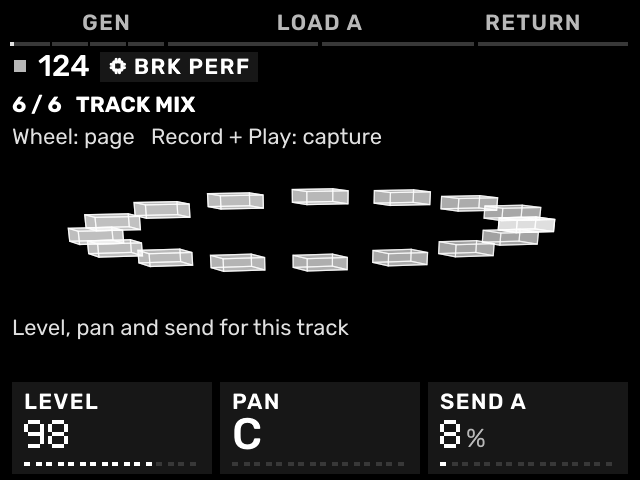 GEN LOAD A RETURN
124 BRK PERF
6 / 6 TRACK MIX
Wheel: page Record + Play: capture
Level, pan and send for this track
LEVEL PAN SEND A
98 C 8 %